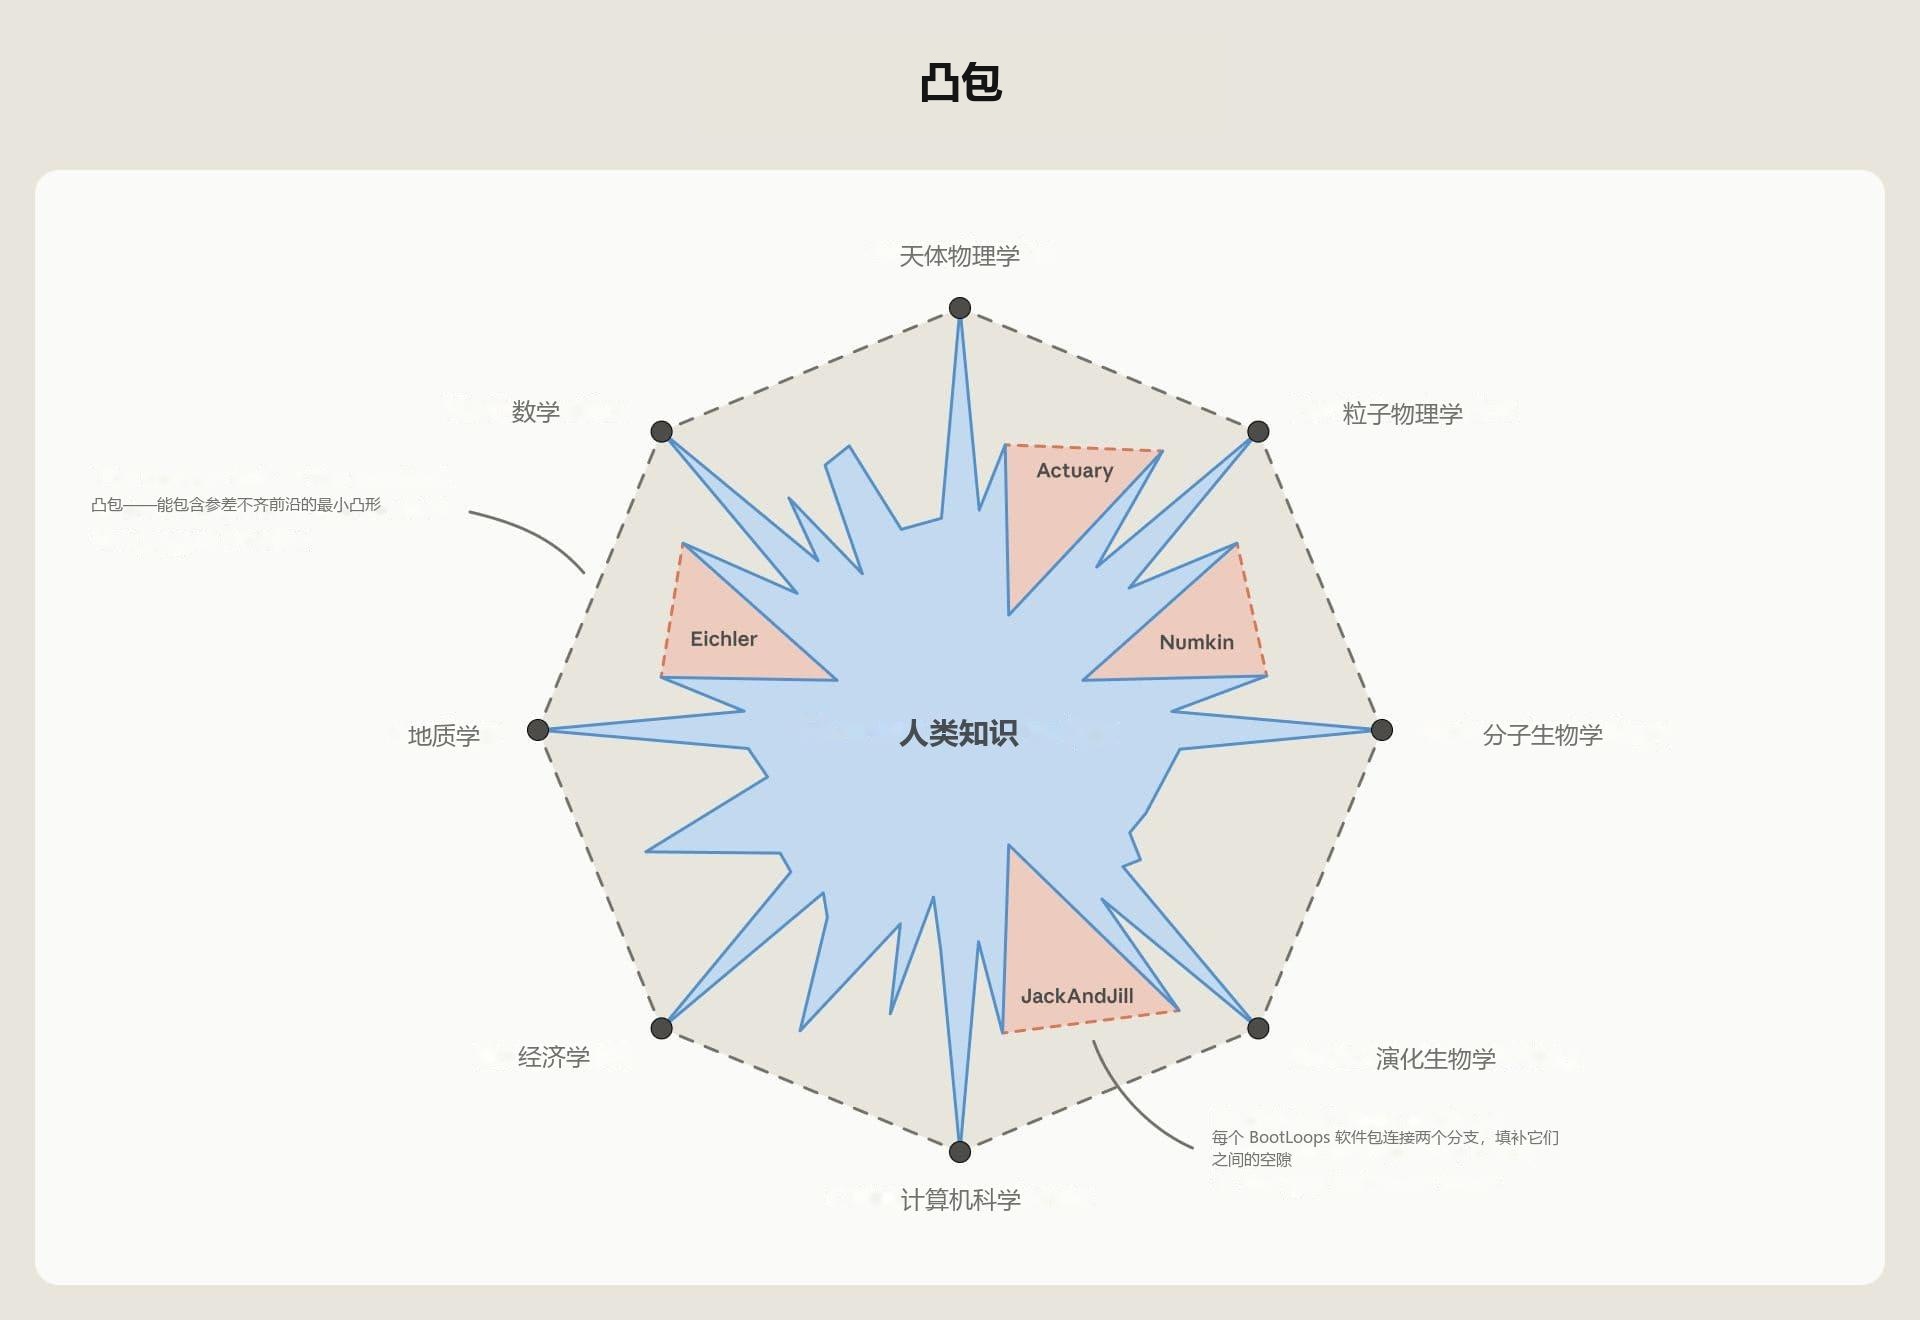 凸包
天体物理学
数学
粒子物理学
Actuary
凸包——能包含参差不齐前沿的最小凸形
Eichler
Numkin
人类知识
地质学
分子生物学
JackAndJill
经济学
演化生物学
每个 BootLoops 软件包连接两个分支，填补它们
之间的空隙
计算机科学